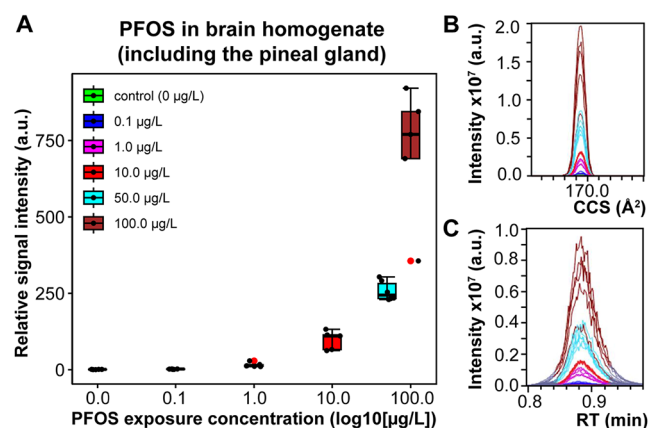 A
PFOS in brain homogenate
(including the pineal gland)
Relative signal intensity (a.u.)
750
500
250
0
control (0 µg/L)
0.1 µg/L
1.0 µg/L
10.0 µg/L
50.0 µg/L
100.0 µg/L
0.0
0.1
1.0
10.0
100.0
PFOS exposure concentration (log10[µg/L])
B
Intensity x10⁷ (a.u.)
2.0
1.5
1.0
0.5
0.0
170.0
CCS (Å²)
C
Intensity x10⁷ (a.u.)
1.0
0.8
0.6
0.4
0.2
0.0
0.8
0.9
RT (min)